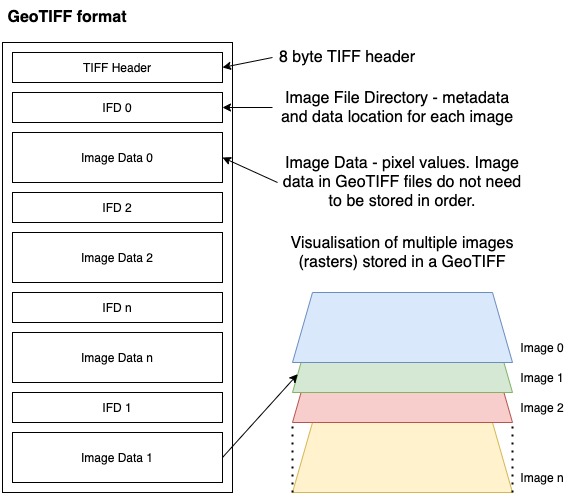 GeoTIFF format
TIFF Header
8 byte TIFF header
IFD 0
Image File Directory - metadata
and data location for each image
Image Data 0
Image Data - pixel values. Image
data in GeoTIFF files do not need
to be stored in order.
IFD 2
Image Data 2
IFD n
Image Data n
IFD 1
Image Data 1
Visualisation of multiple images
(rasters) stored in a GeoTIFF
Image 0
Image 1
Image 2
Image n